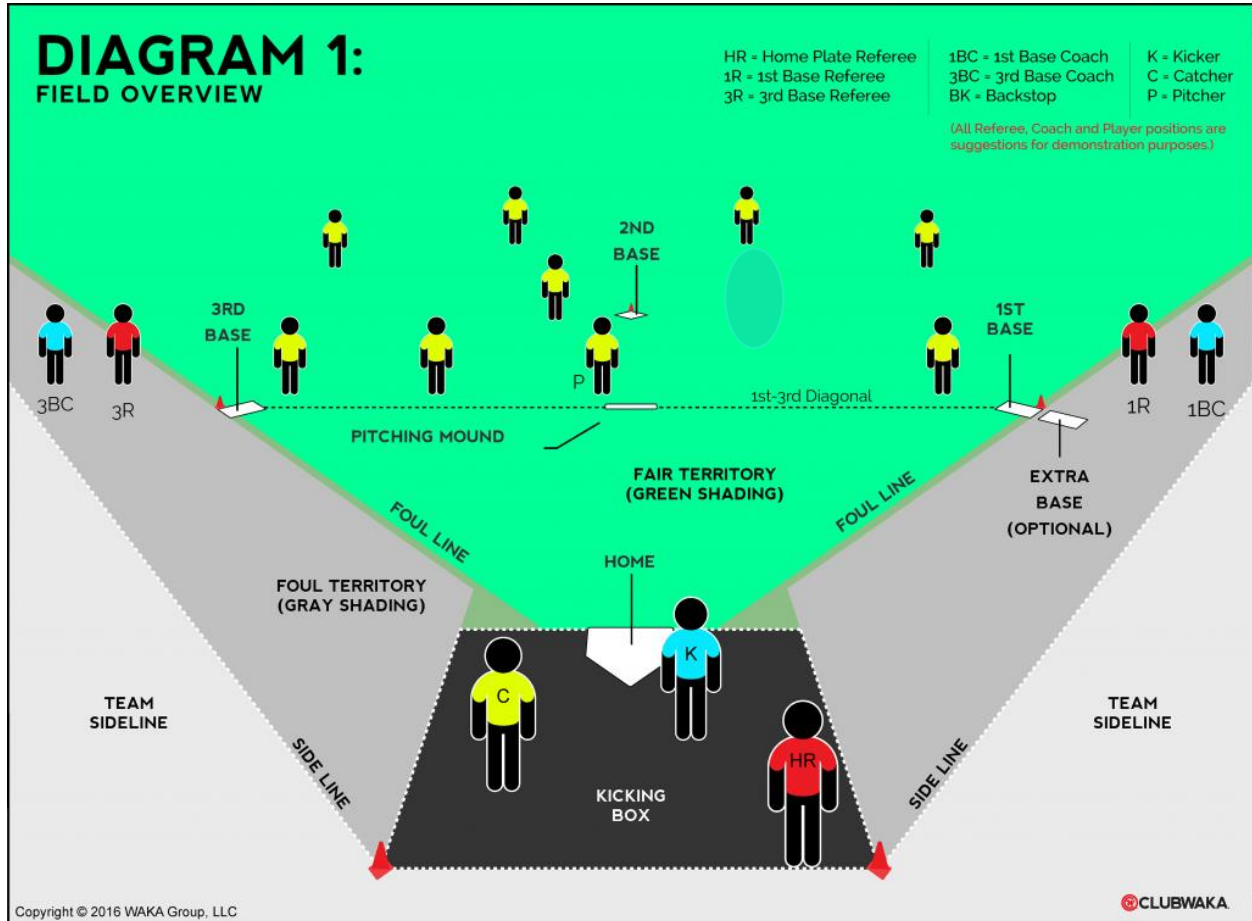 DIAGRAM 1:
FIELD OVERVIEW
HR = Home Plate Referee
1R = 1st Base Referee
3R = 3rd Base Referee
1BC = 1st Base Coach
3BC = 3rd Base Coach
BK = Backstop
K = Kicker
C = Catcher
P = Pitcher
(All Referee, Coach and Player positions are
suggestions for demonstration purposes.)
2ND
BASE
3RD
BASE
1ST
BASE
P
3BC
3R
1st-3rd Diagonal
1R
1BC
PITCHING MOUND
FAIR TERRITORY
(GREEN SHADING)
EXTRA
BASE
(OPTIONAL)
FOUL LINE
FOUL LINE
HOME
FOUL TERRITORY
(GRAY SHADING)
K
C
TEAM
SIDELINE
TEAM
SIDELINE
HR
SIDE LINE
SIDE LINE
KICKING
BOX
Copyright © 2016 WAKA Group, LLC
CLUBWAKA